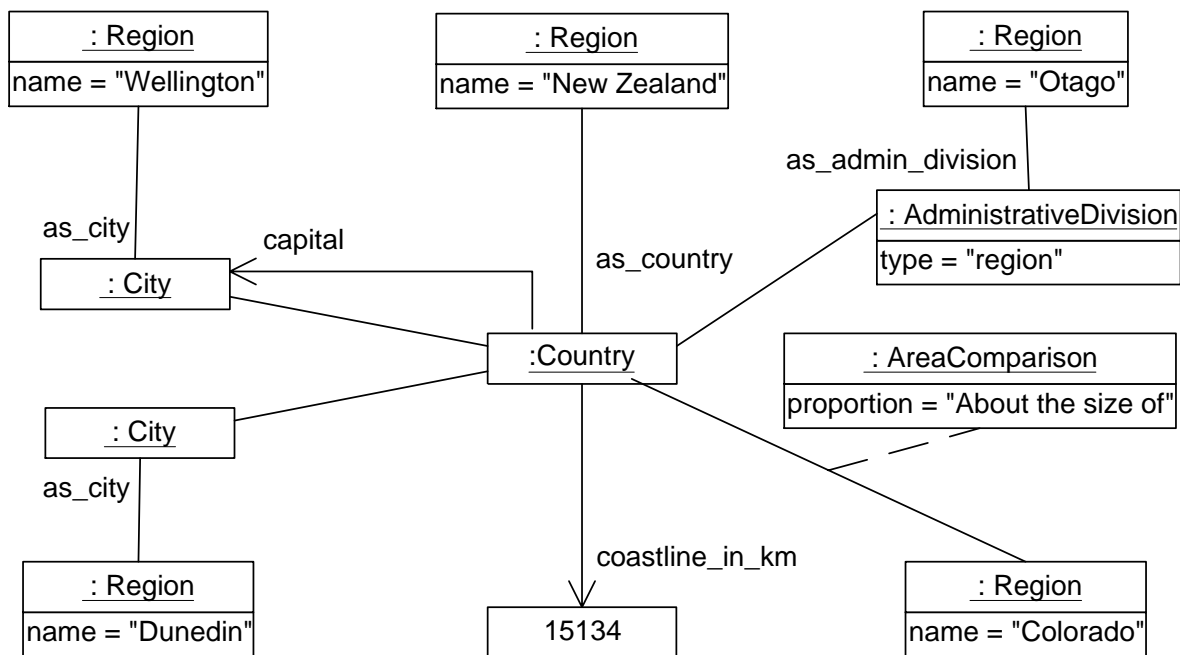 : Region
name = "Wellington"
: Region
name = "New Zealand"
: Region
name = "Otago"
as_admin_division
: AdministrativeDivision
type = "region"
as_city
capital
as_country
: City
:Country
: AreaComparison
proportion = "About the size of"
: City
as_city
coastline_in_km
: Region
name = "Dunedin"
15134
: Region
name = "Colorado"